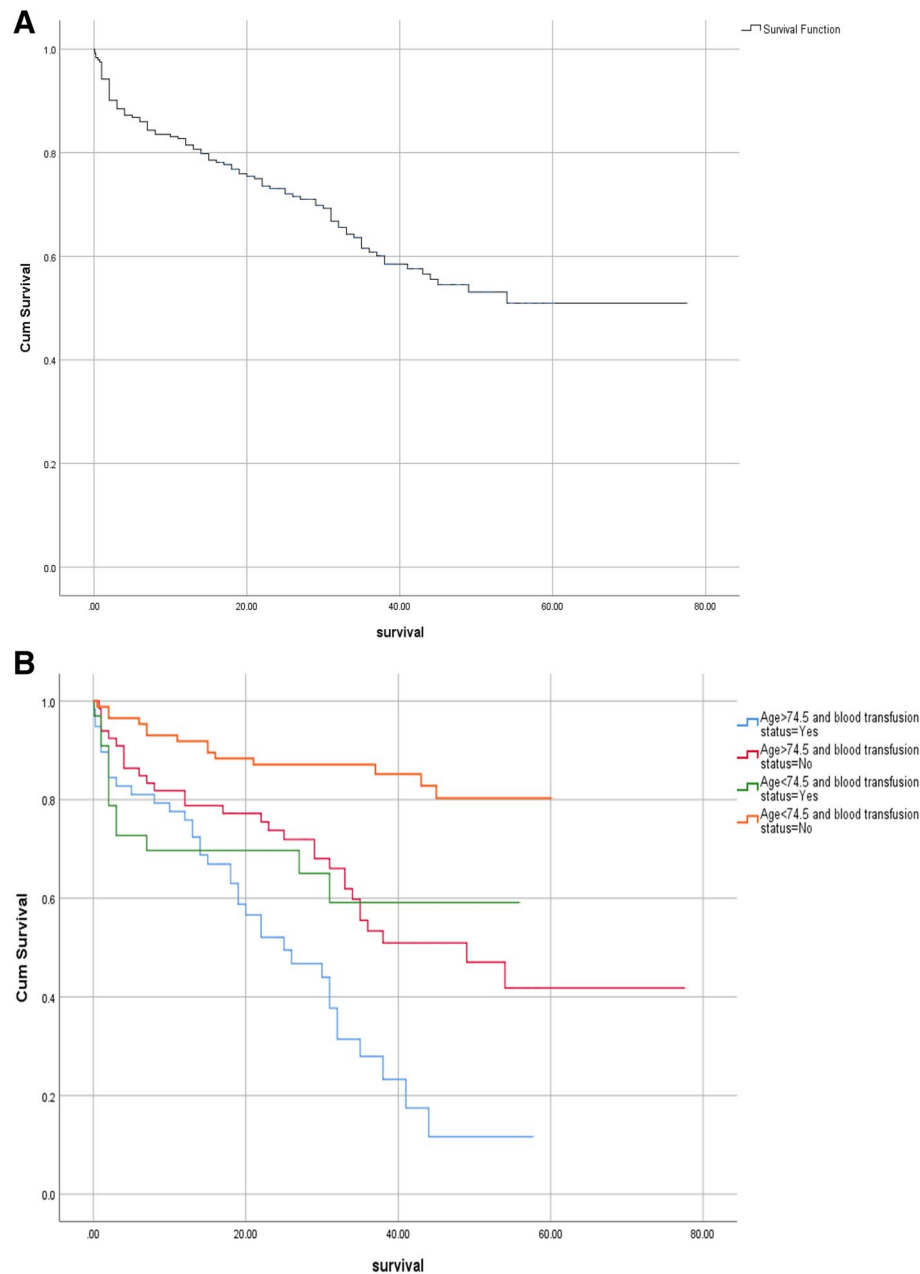 A
Survival Function
1.0
0.8
0.6
0.4
0.2
0.0
Cum Survival
.00 20.00 40.00 60.00 80.00
survival
B
Age>74.5 and blood transfusion
status=Yes
Age>74.5 and blood transfusion
status=No
Age<74.5 and blood transfusion
status=Yes
Age<74.5 and blood transfusion
status=No
1.0
0.8
0.6
0.4
0.2
0.0
Cum Survival
.00 20.00 40.00 60.00 80.00
survival